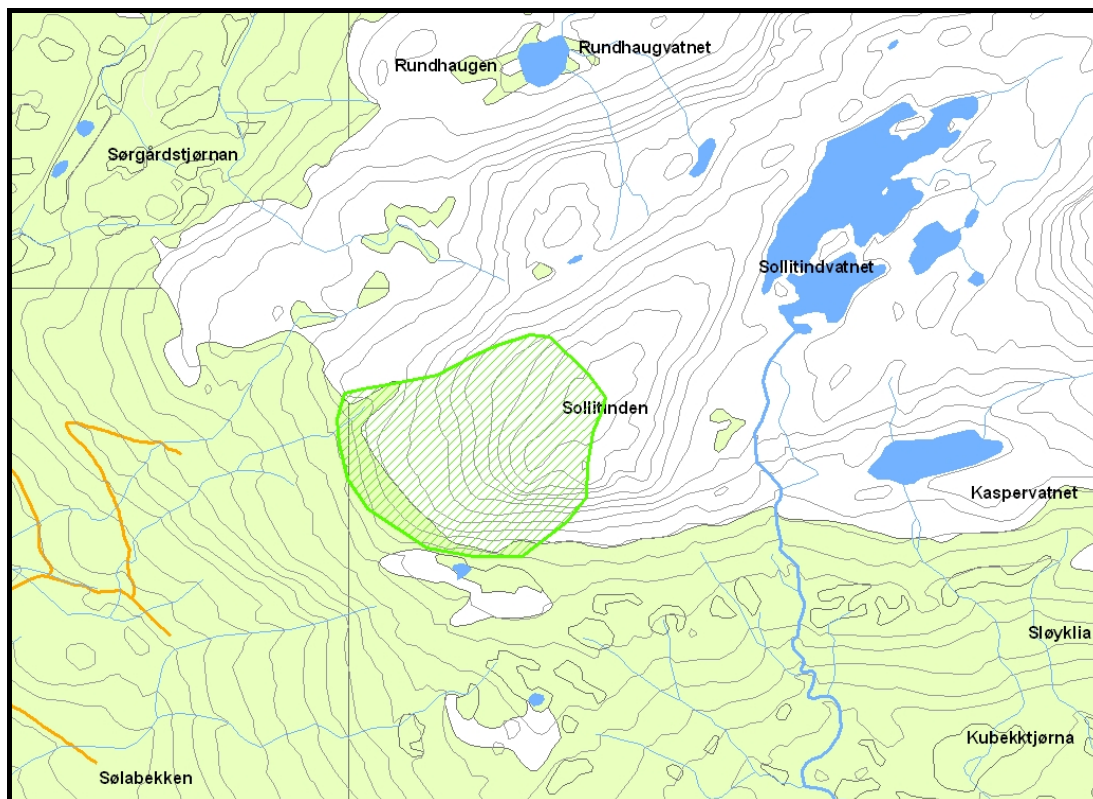 Rundhaugvatnet
Rundhaugen
Sørgårdstjørnan
Sollitindvatnet
Sollitinden
Kaspervatnet
Sløyklia
Kubekktjørna
Sølabekken